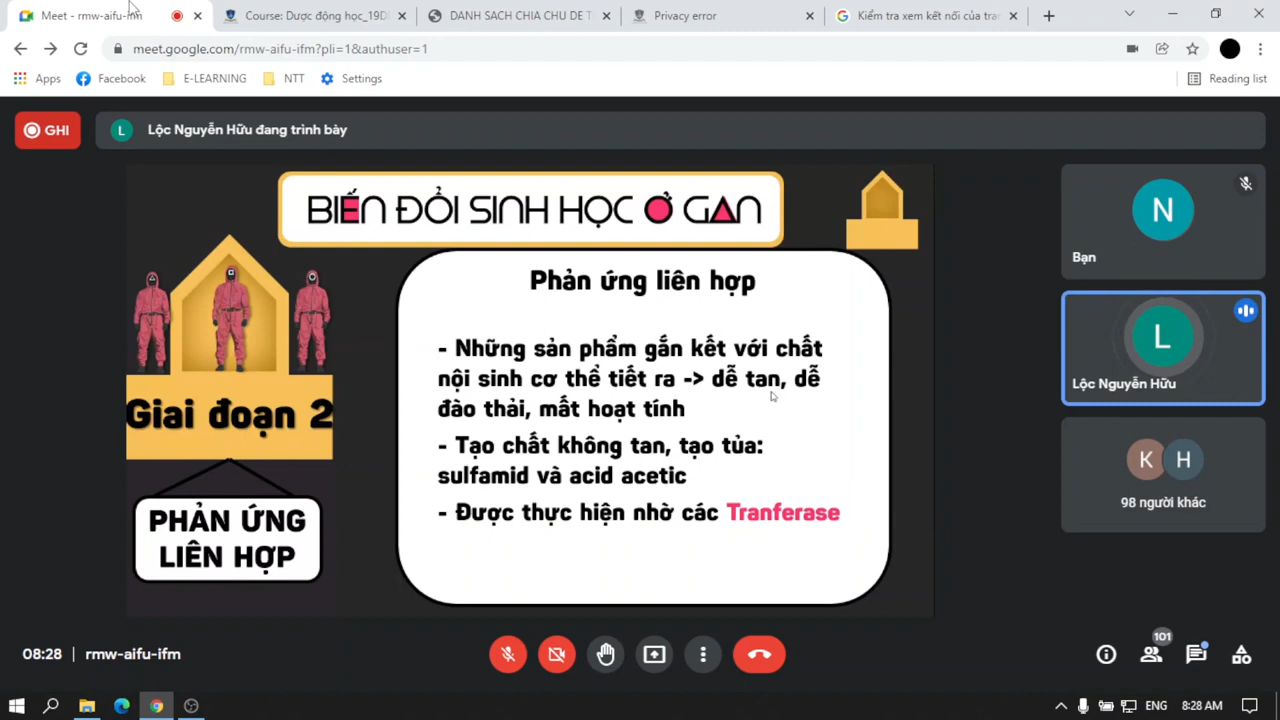 Meet - rmw-aifu-ifm
Course: Dược động học_19D
DANH SACH CHIA CHU DE T
Privacy error
Kiểm tra xem kết nối của tra
meet.google.com/rmw-aifu-ifm?pli=1&authuser=1
Apps
Facebook
E-LEARNING
NTT
Settings
Reading list
GHI
L
Lộc Nguyễn Hữu đang trình bày
BIẾN ĐỔI SINH HỌC Ở GAN
Phản ứng liên hợp
- Những sản phẩm gắn kết với chất
nội sinh cơ thể tiết ra -> dễ tan, dễ
đào thải, mất hoạt tính
- Tạo chất không tan, tạo tủa:
sulfamid và acid acetic
- Được thực hiện nhờ các Tranferase
Giai đoạn 2
PHẢN ỨNG
LIÊN HỢP
N
Bạn
L
Lộc Nguyễn Hữu
K H
98 người khác
08:28 | rmw-aifu-ifm
101
ENG
8:28 AM